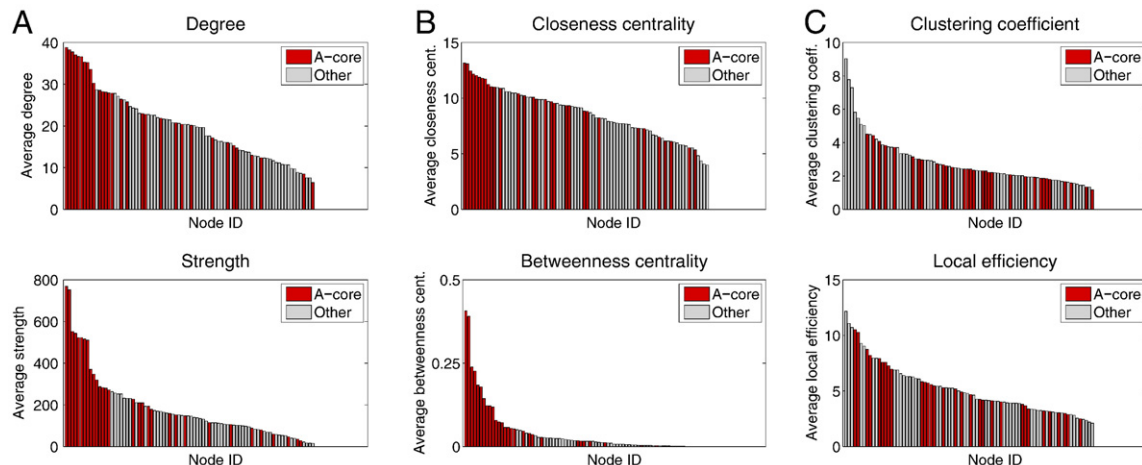 A
Degree
Average degree
40
30
20
10
0
A-core
Other
Node ID
B
Closeness centrality
Average closeness cent.
15
10
5
0
A-core
Other
Node ID
C
Clustering coefficient
Average clustering coeff.
10
8
6
4
2
0
A-core
Other
Node ID
Strength
Average strength
800
600
400
200
0
A-core
Other
Node ID
Betweenness centrality
Average betweenness cent.
0.5
0.25
0
A-core
Other
Node ID
Local efficiency
Average local efficiency
15
10
5
0
A-core
Other
Node ID